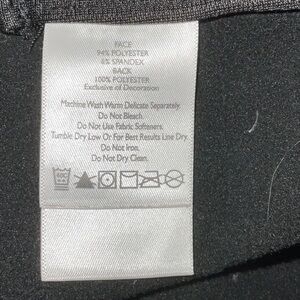 FACE
94% POLYESTER
6% SPANDEX
BACK
100% POLYESTER
Exclusive of Decoration
Machine Wash Warm Delicate Separately.
Do Not Bleach.
Do Not Use Fabric Softeners.
Tumble Dry Low Or For Best Results Line Dry.
Do Not Iron.
Do Not Dry Clean.